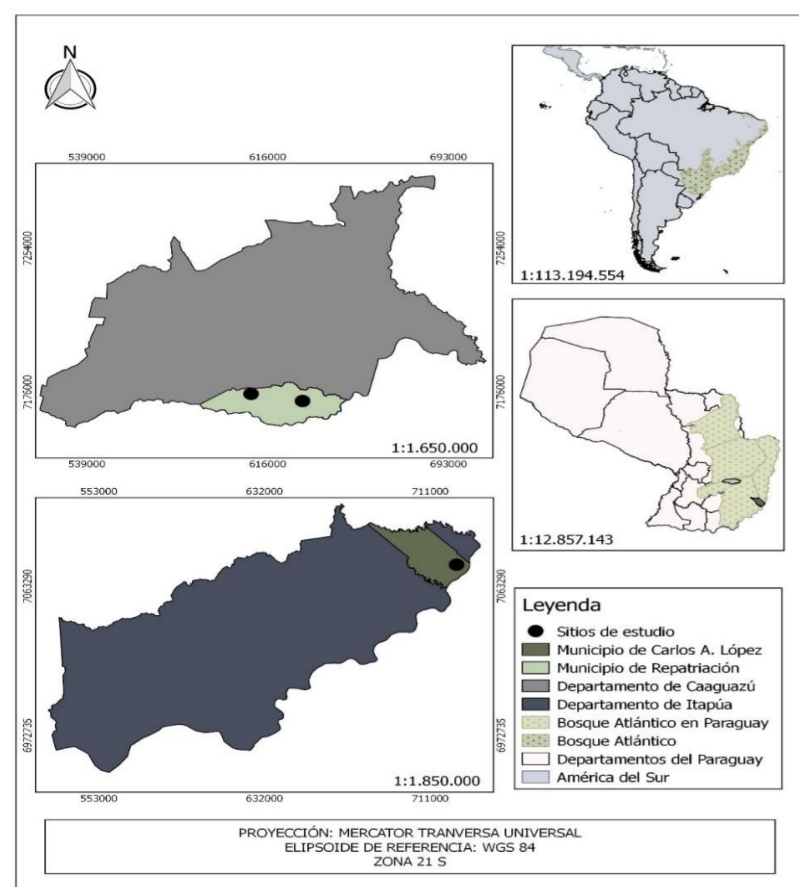 N
539000 616000 693000
7254000
7254000
7176000
7176000
1:1.650.000
539000 616000 693000
553000 632000 711000
7063290
7063290
6972735
6972735
1:1.850.000
553000 632000 711000
1:113.194.554
1:12.857.143
Leyenda
Sitios de estudio
Municipio de Carlos A. López
Municipio de Repatriación
Departamento de Caaguazú
Departamento de Itapúa
Bosque Atlántico en Paraguay
Bosque Atlántico
Departamentos del Paraguay
América del Sur
PROYECCIÓN: MERCATOR TRANVERSA UNIVERSAL
ELIPSOIDE DE REFERENCIA: WGS 84
ZONA 21 S